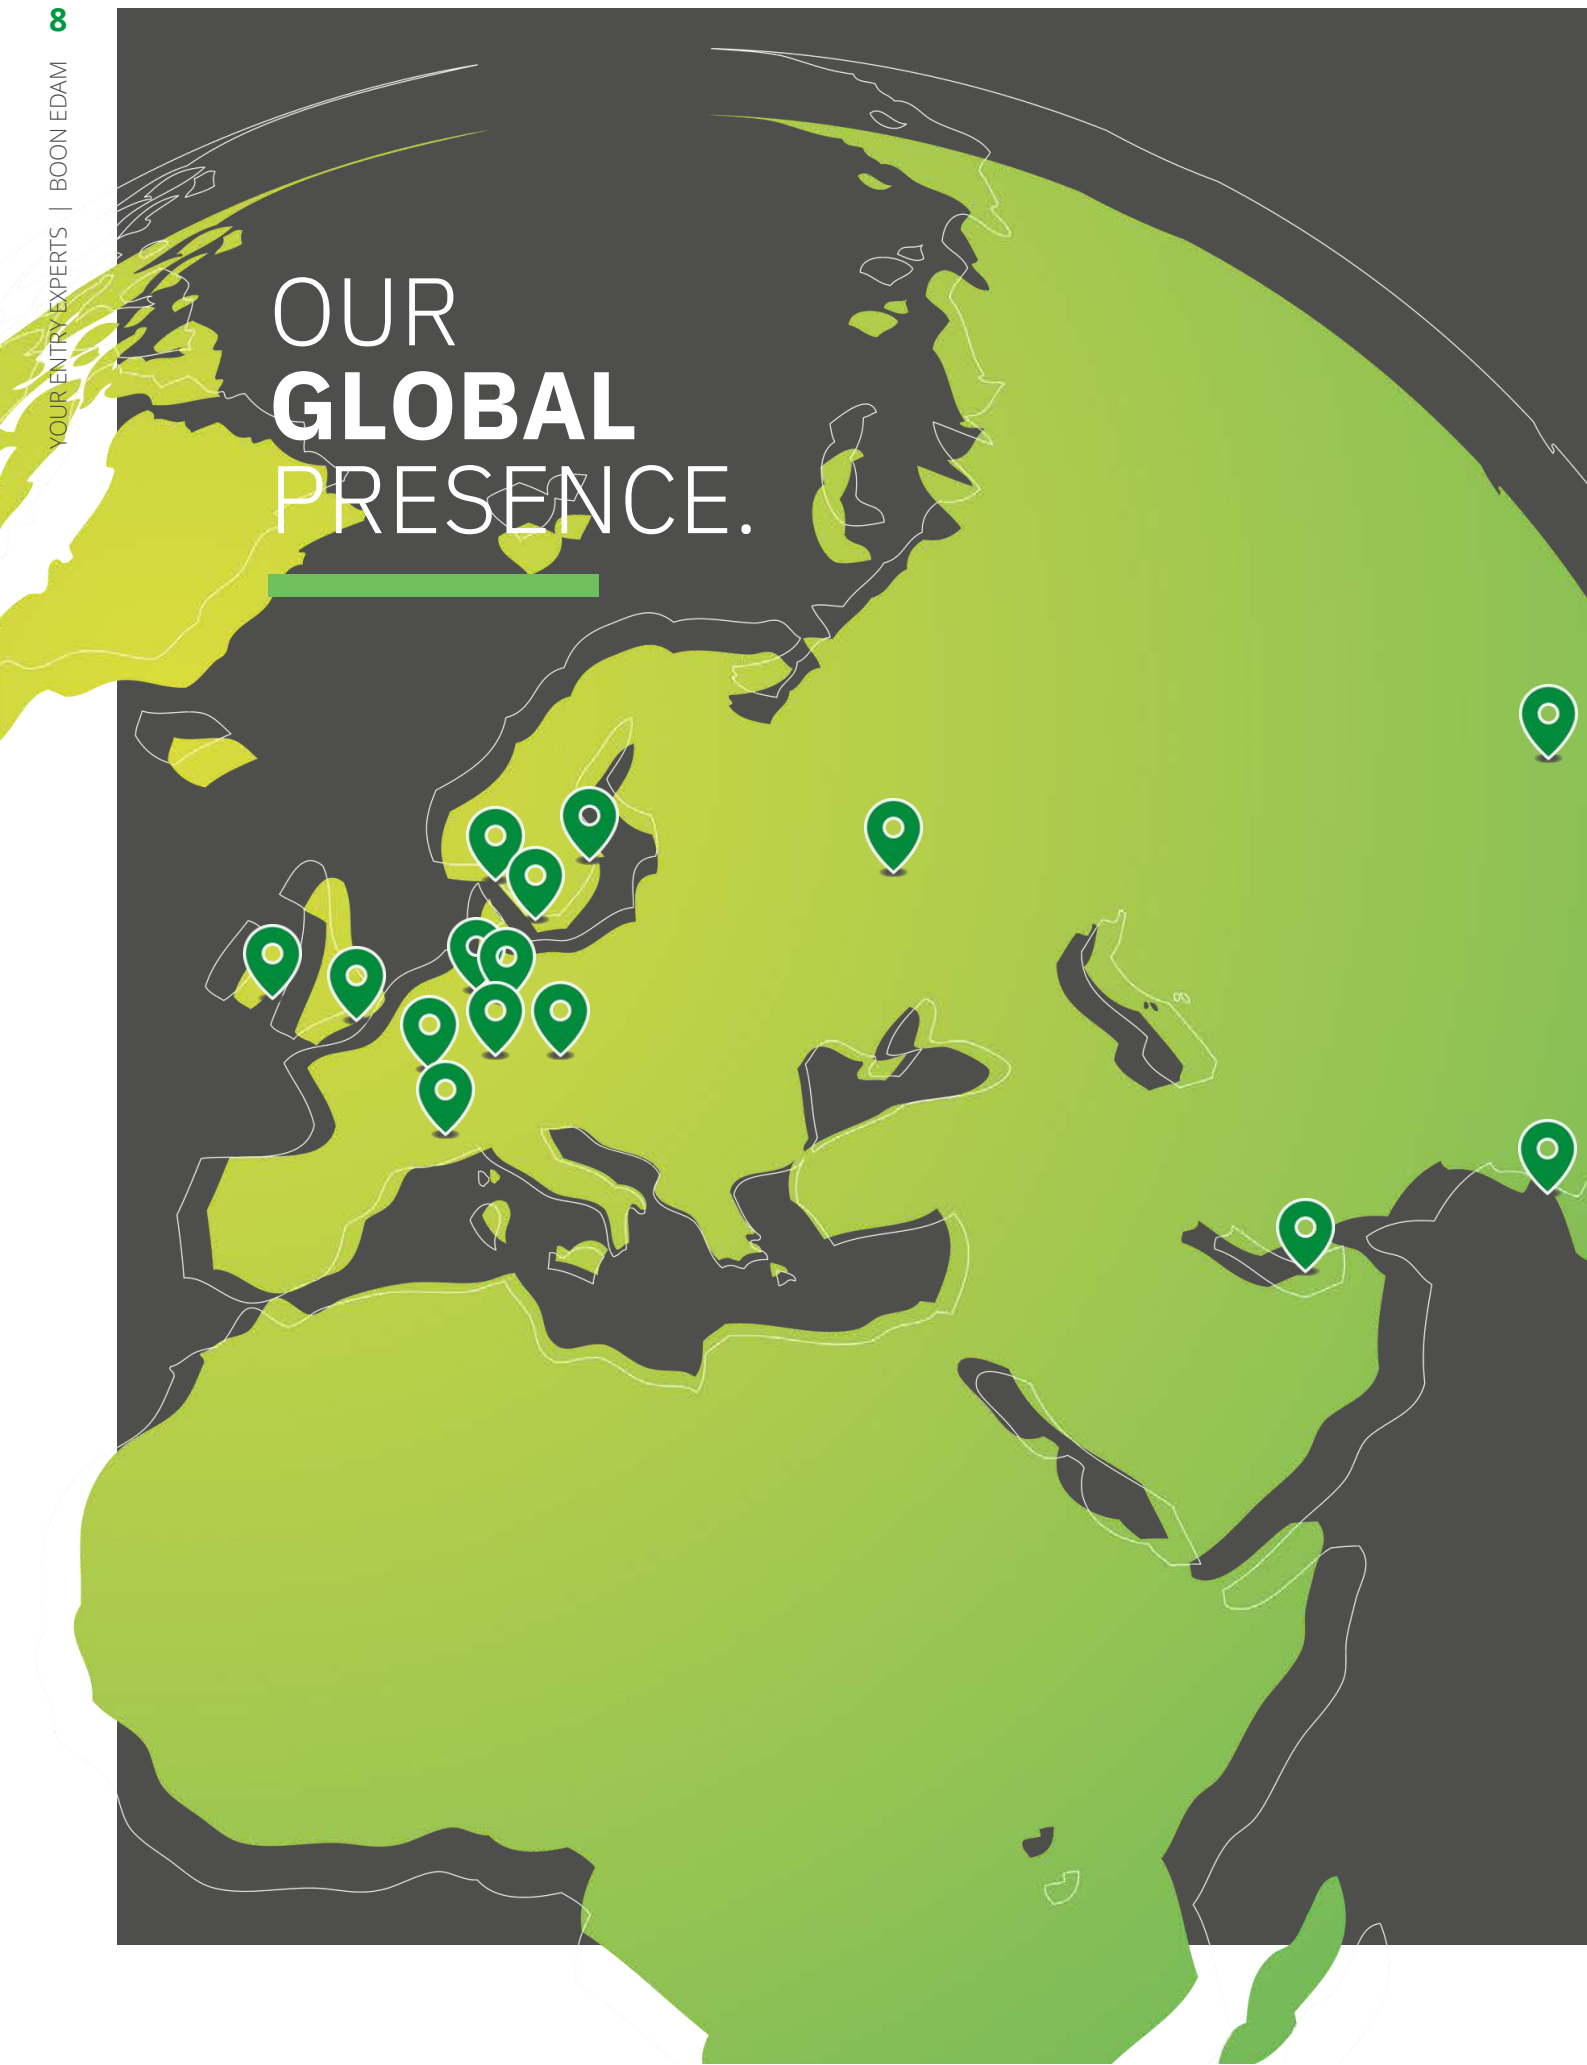 8
YOUR ENTRY EXPERTS | BOON EDAM
OUR
GLOBAL
PRESENCE.